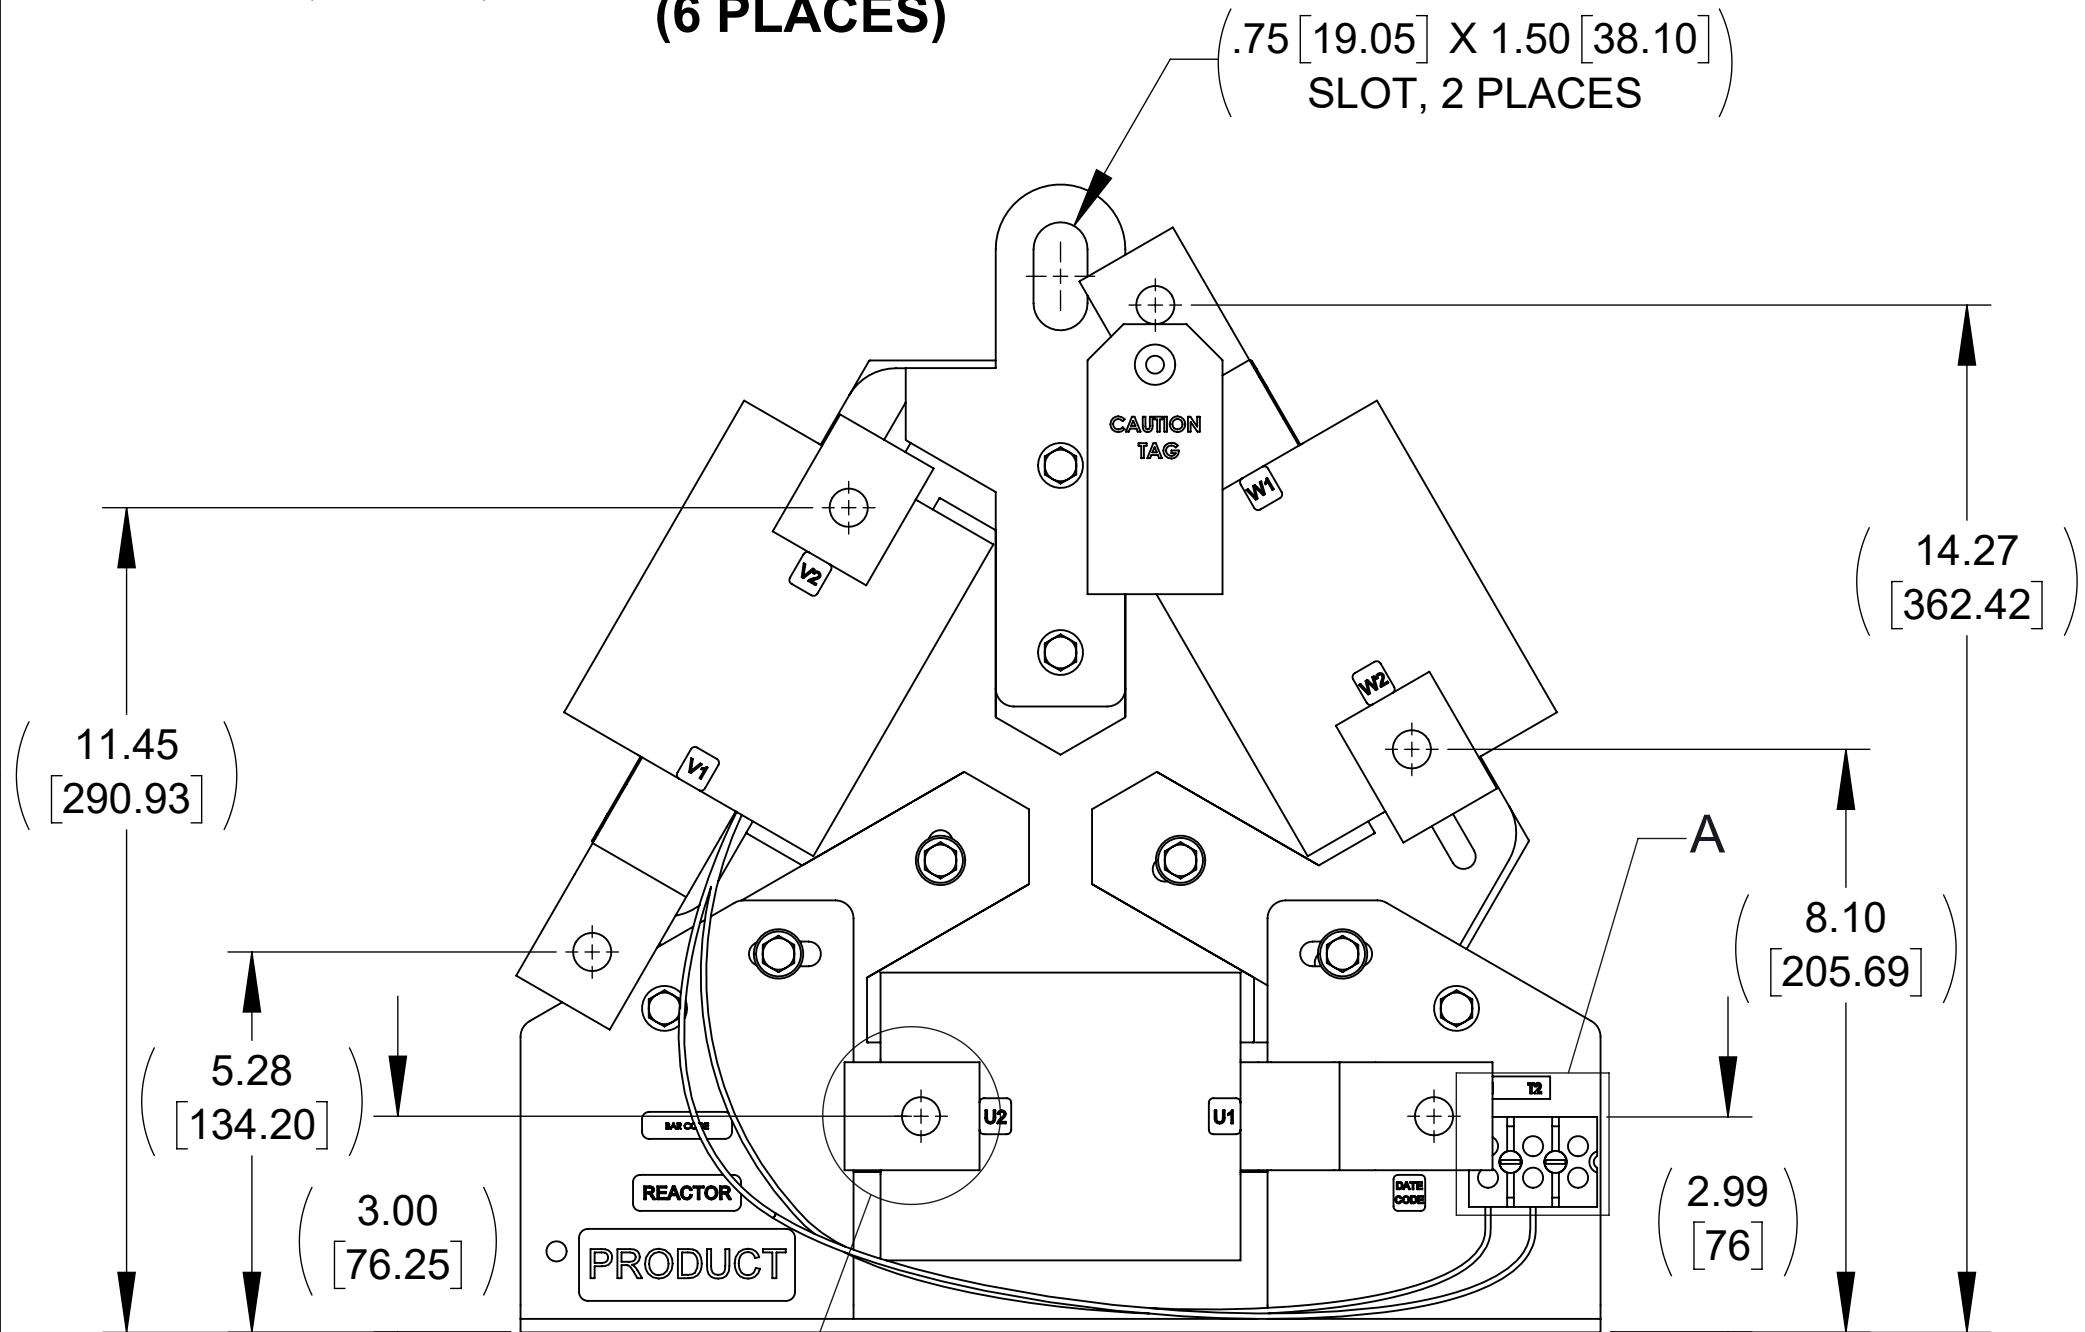 (6 PLACES)
(.75[19.05] X 1.50[38.10]
SLOT, 2 PLACES)
CAUTION
TAG
W1
V2
(14.27
[362.42])
W2
(11.45
[290.93])
V1
A
(8.10
[205.69])
(5.28
[134.20])
T2
U2
U1
BAR CODE
REACTOR
DATE
CODE
(3.00
[76.25])
(2.99
[76])
PRODUCT